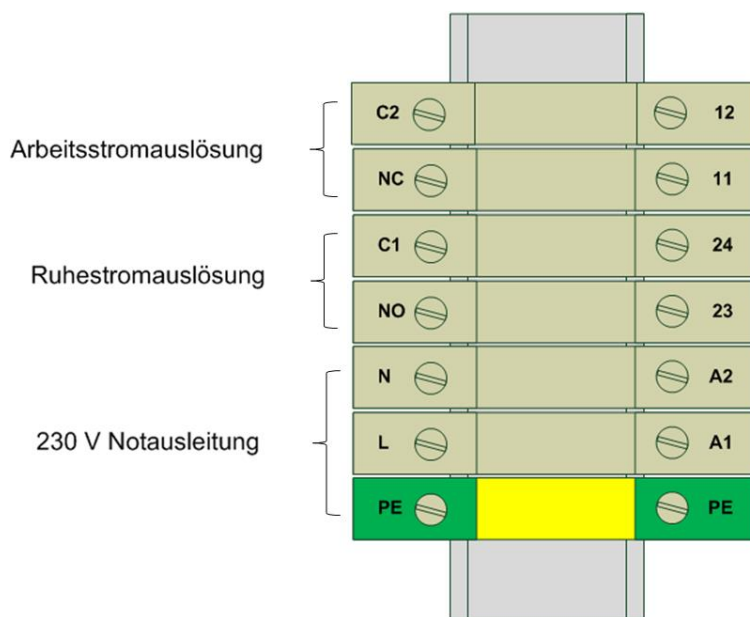 C2 12
Arbeitsstromauslösung
NC 11
C1 24
Ruhestromauslösung
NO 23
N A2
230 V Notausleitung
L A1
PE PE